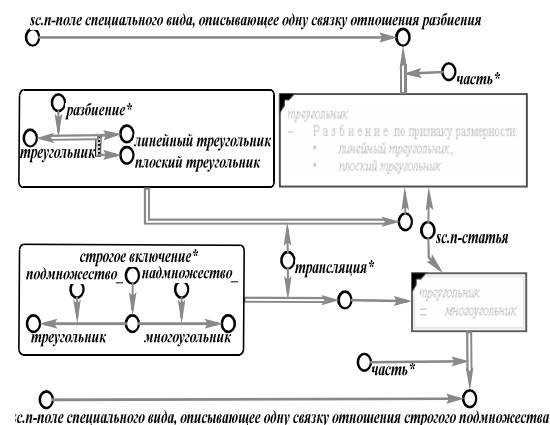 sc.n-поле специального вида, описывающее одну связку отношения разбиения
часть*
разбиение*
треугольник
линейный треугольник
плоский треугольник
треугольник
– Разбиение по признаку размерности:
• линейный треугольник,
• плоский треугольник
sc.n-статья
строгое включение*
подмножество_
надмножество_
треугольник
многоугольник
трансляция*
треугольник
= многоугольник
часть*
sc.n-поле специального вида, описывающее одну связку отношения строгого подмножества